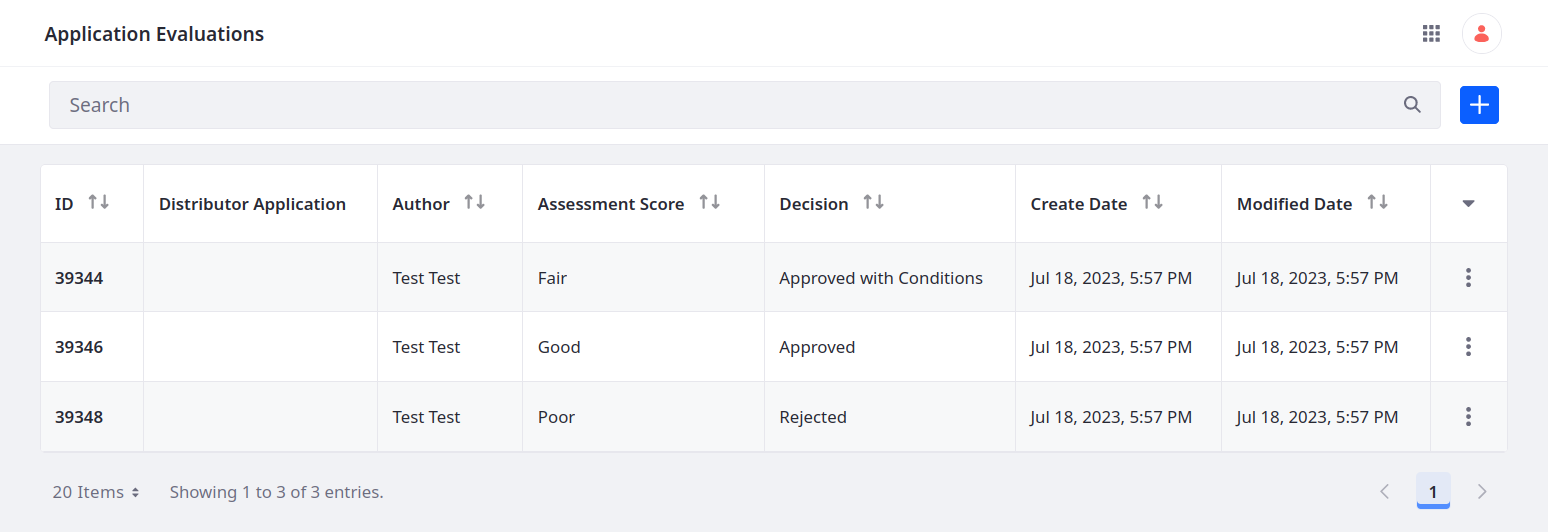 Application Evaluations
Search
ID Distributor Application Author Assessment Score Decision Create Date Modified Date
39344 Test Test Fair Approved with Conditions Jul 18, 2023, 5:57 PM Jul 18, 2023, 5:57 PM
39346 Test Test Good Approved Jul 18, 2023, 5:57 PM Jul 18, 2023, 5:57 PM
39348 Test Test Poor Rejected Jul 18, 2023, 5:57 PM Jul 18, 2023, 5:57 PM
20 Items Showing 1 to 3 of 3 entries. 1